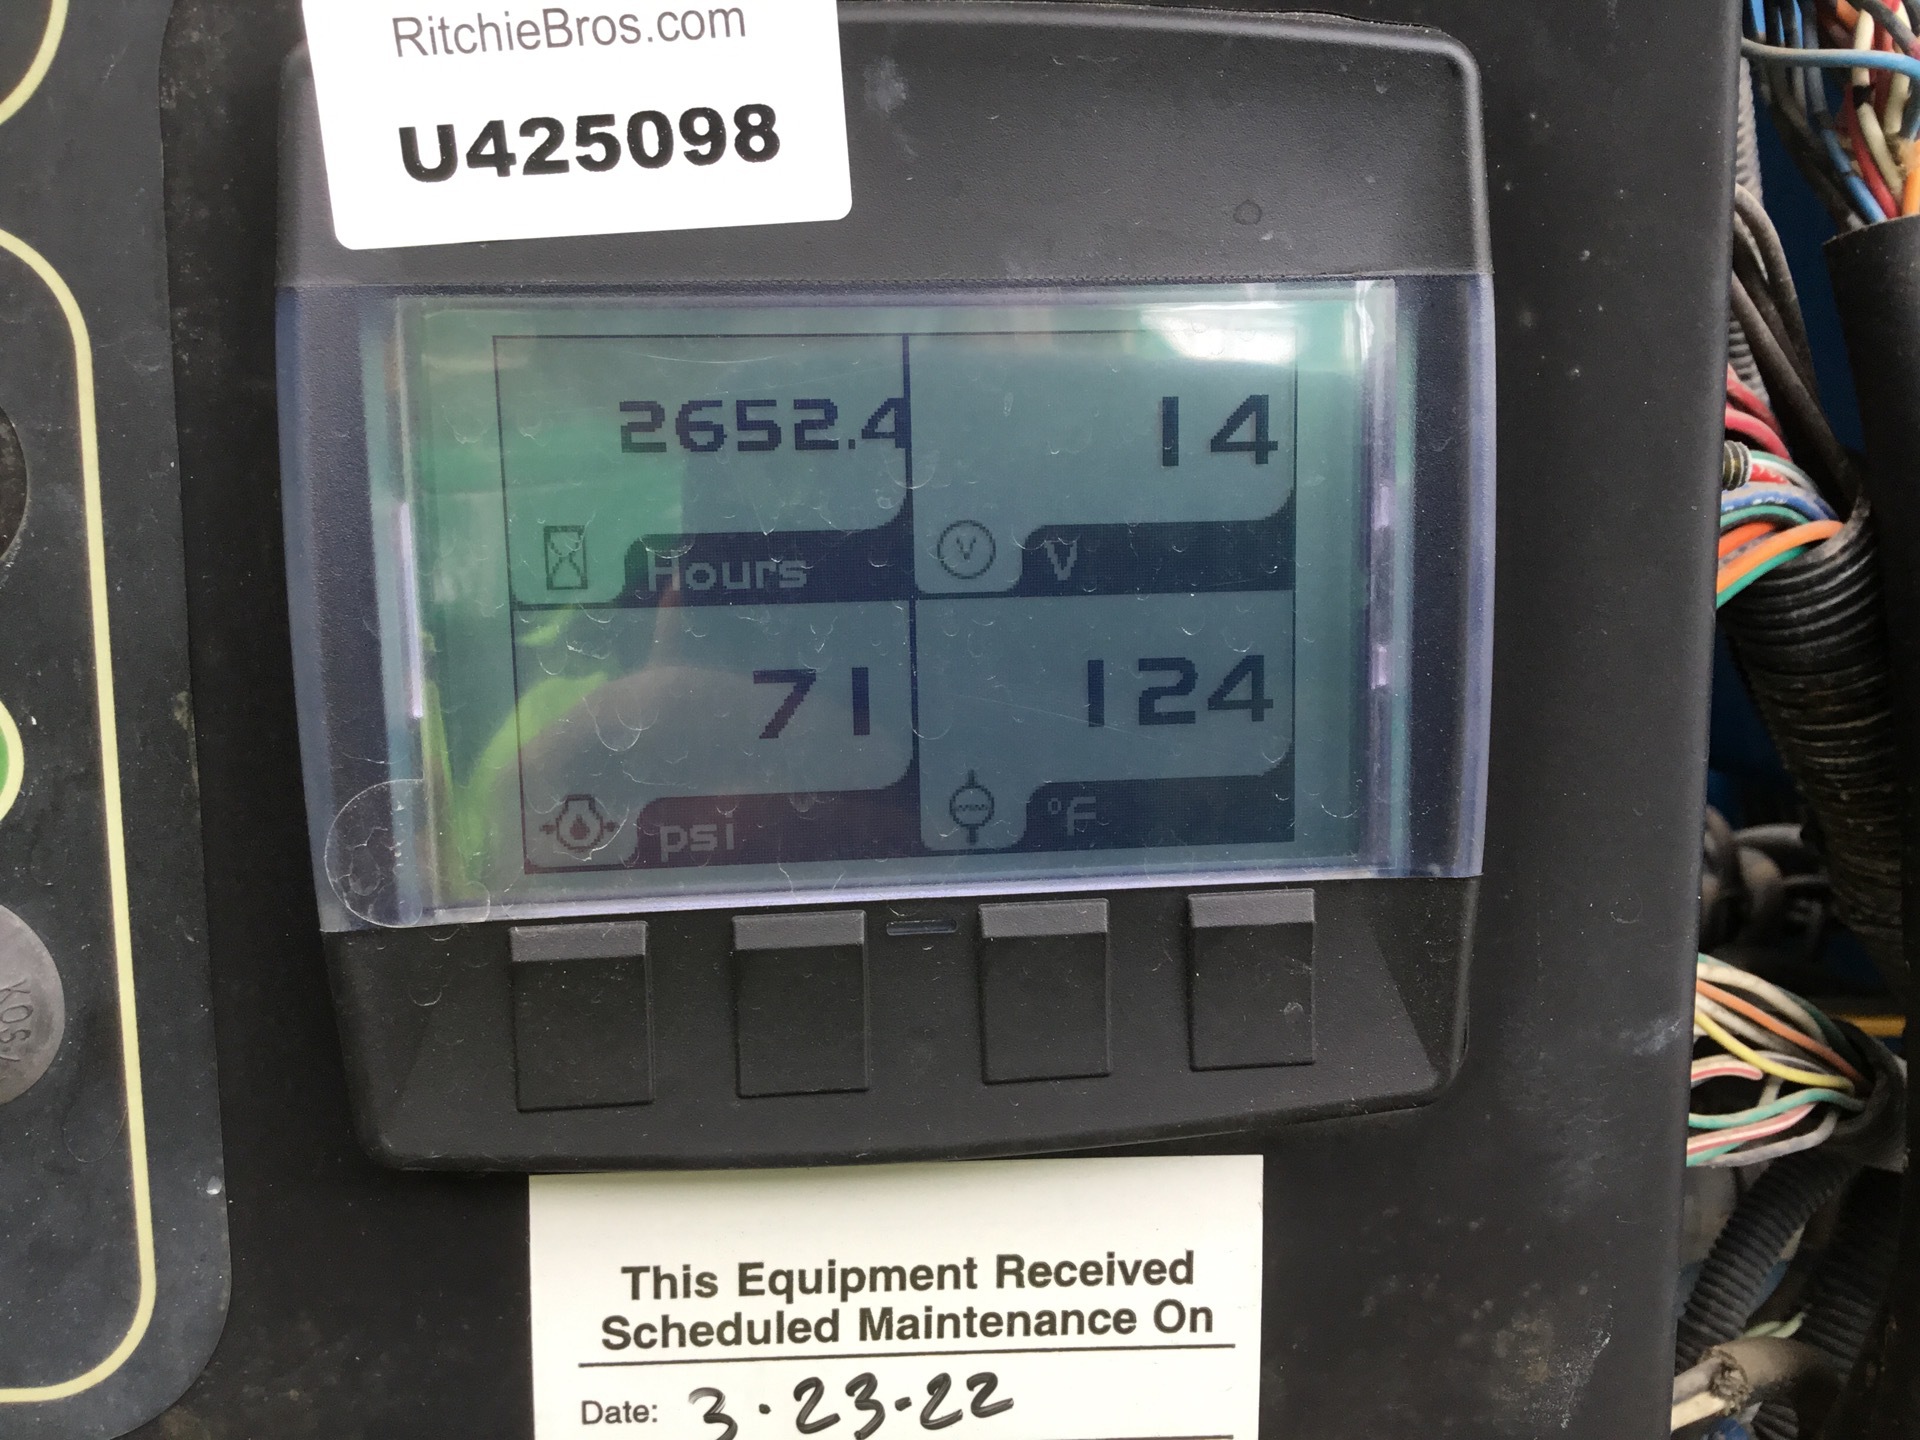 RitchieBros.com
U425098
2652.4
14
Hours
V
V
71
124
psi
°F
This Equipment Received
Scheduled Maintenance On
Date: 3·23·22